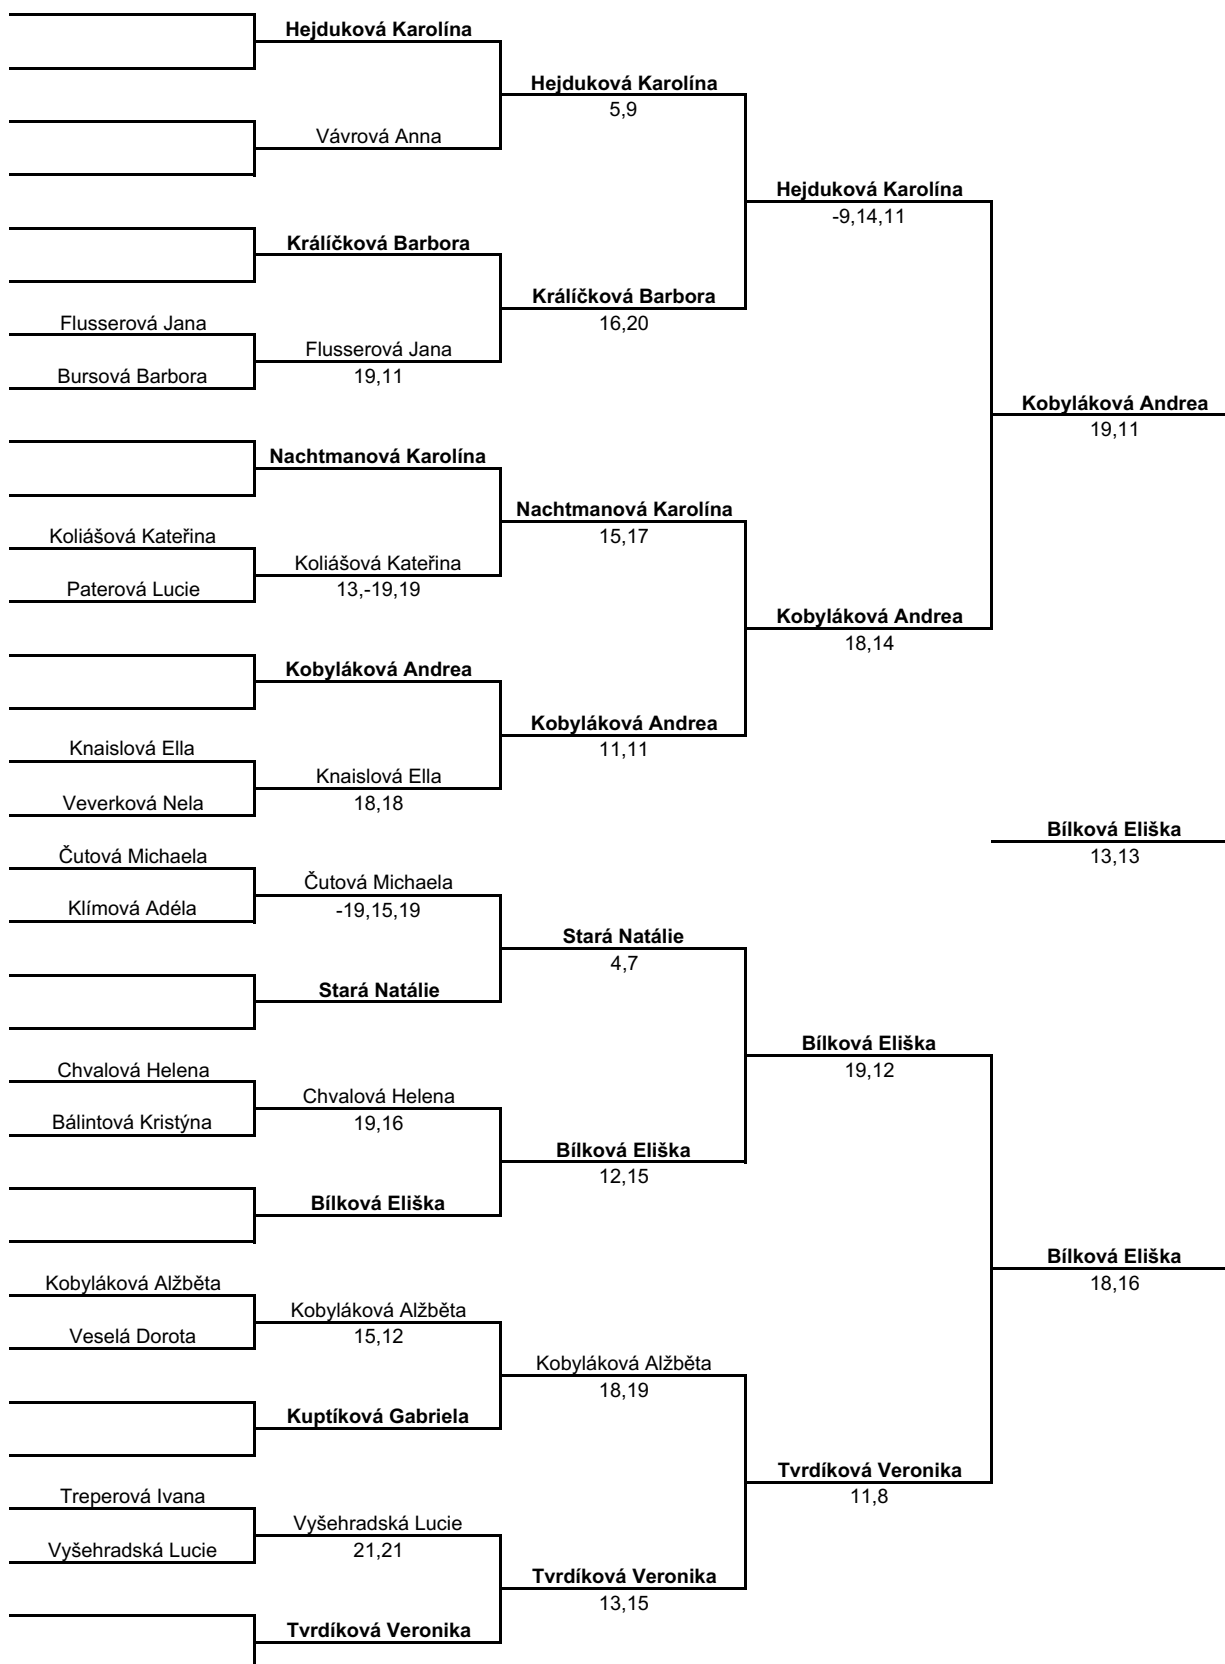 Hejduková Karolína
Hejduková Karolína
5,9
Vávrová Anna
Hejduková Karolína
-9,14,11
Králíčková Barbora
Králíčková Barbora
16,20
Flusserová Jana
Flusserová Jana
19,11
Bursová Barbora
Kobyláková Andrea
19,11
Nachtmanová Karolína
Nachtmanová Karolína
15,17
Koliášová Kateřina
Koliášová Kateřina
13,-19,19
Paterová Lucie
Kobyláková Andrea
18,14
Kobyláková Andrea
Kobyláková Andrea
11,11
Knaislová Ella
Knaislová Ella
18,18
Veverková Nela
Bílková Eliška
13,13
Čutová Michaela
Čutová Michaela
-19,15,19
Klímová Adéla
Stará Natálie
4,7
Stará Natálie
Bílková Eliška
19,12
Chvalová Helena
Chvalová Helena
19,16
Bálintová Kristýna
Bílková Eliška
12,15
Bílková Eliška
Bílková Eliška
18,16
Kobyláková Alžběta
Kobyláková Alžběta
15,12
Veselá Dorota
Kobyláková Alžběta
18,19
Kuptíková Gabriela
Tvrdíková Veronika
11,8
Treperová Ivana
Vyšehradská Lucie
21,21
Vyšehradská Lucie
Tvrdíková Veronika
13,15
Tvrdíková Veronika